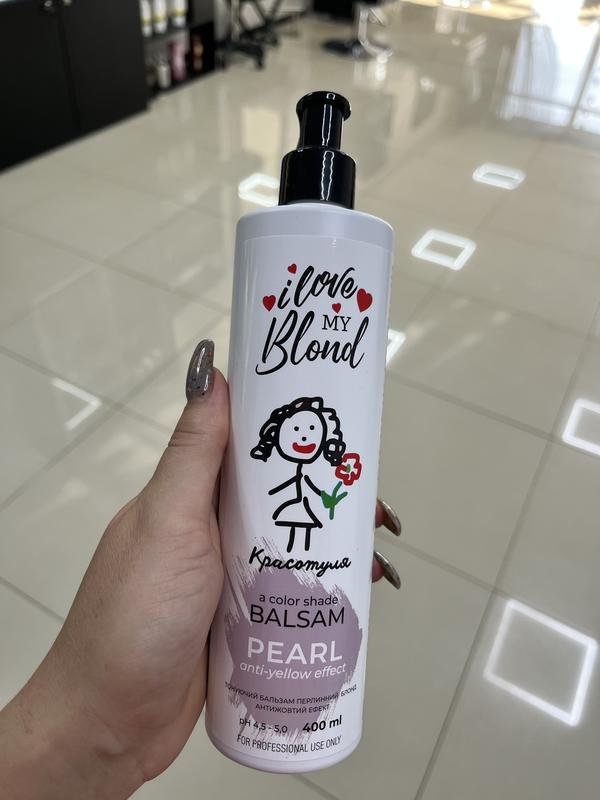 i love
MY
Blond
Красотуля
a color shade
BALSAM
PEARL
anti-yellow effect
ТОНУЮЧИЙ БАЛЬЗАМ ПЕРЛИННИЙ БЛОНД
АНТИЖОВТИЙ ЕФЕКТ
pH 4,5 - 5,0 400 ml
FOR PROFESSIONAL USE ONLY